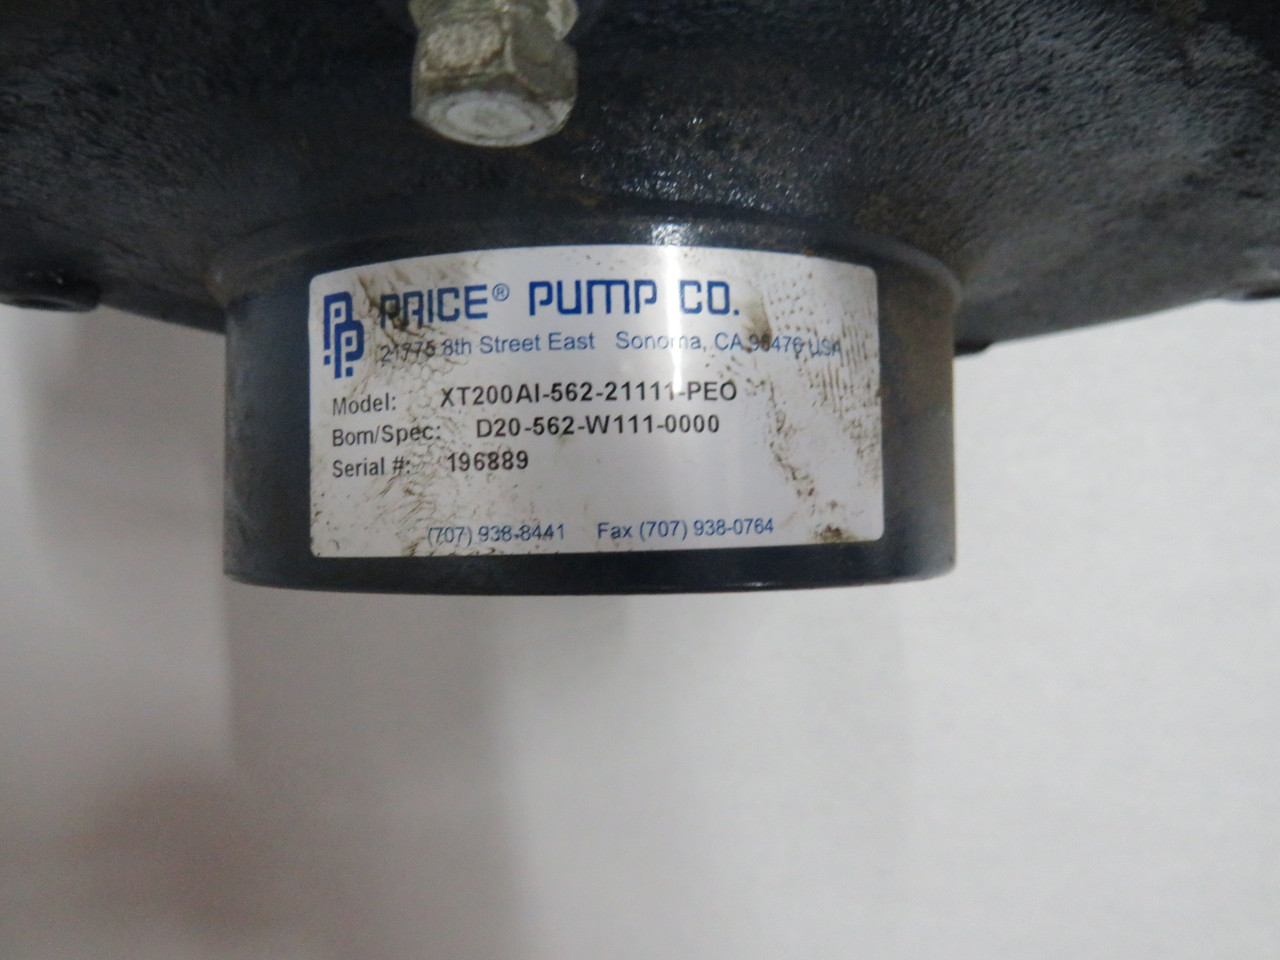 PP PRICE® PUMP CO.
21775 8th Street East Sonoma, CA 95476 USA
Model: XT200AI-562-21111-PEO
Bom/Spec: D20-562-W111-0000
Serial #: 196889
(707) 938-8441 Fax (707) 938-0764